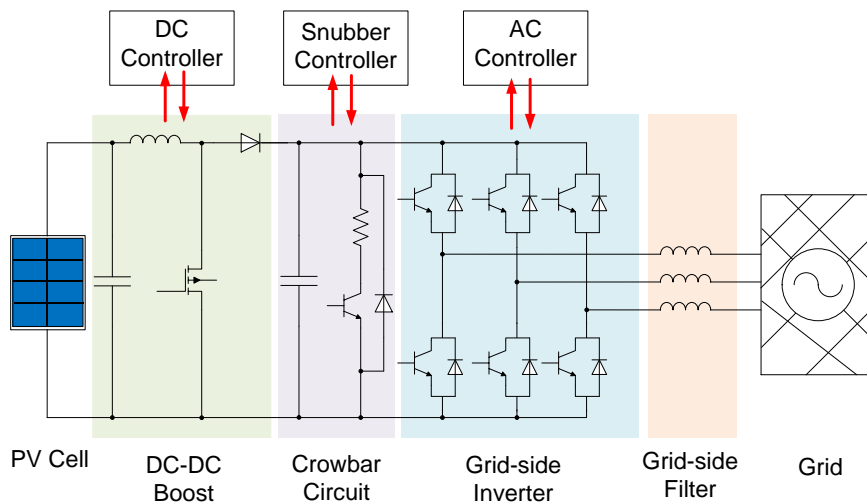 DC
Controller
Snubber
Controller
AC
Controller
PV Cell
DC-DC
Boost
Crowbar
Circuit
Grid-side
Inverter
Grid-side
Filter
Grid